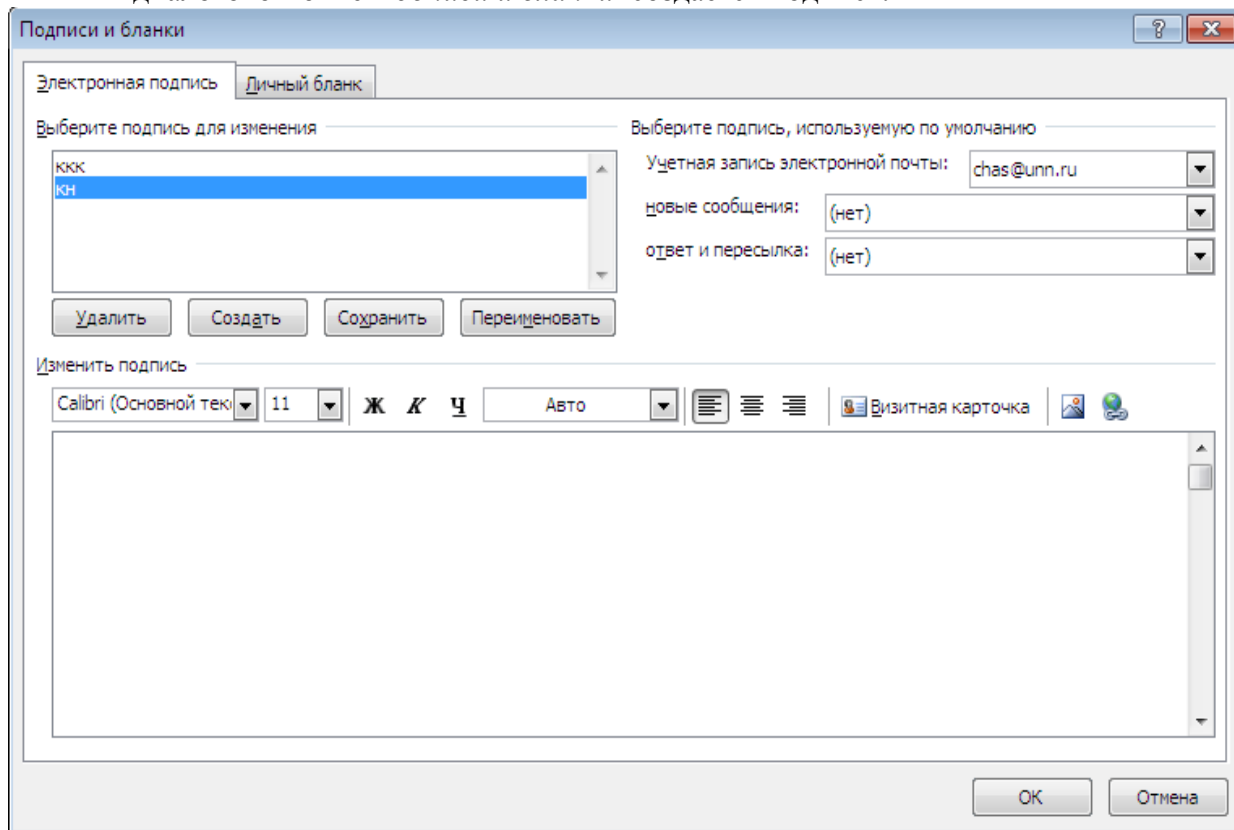 Подписи и бланки
Электронная подпись
Личный бланк
Выберите подпись для изменения
Выберите подпись, используемую по умолчанию
ккк
кн
Учетная запись электронной почты:
chas@unn.ru
новые сообщения:
(нет)
ответ и пересылка:
(нет)
Удалить
Создать
Сохранить
Переименовать
Изменить подпись
Calibri (Основной тек
11
Ж
К
Ч
Авто
Визитная карточка
OK
Отмена